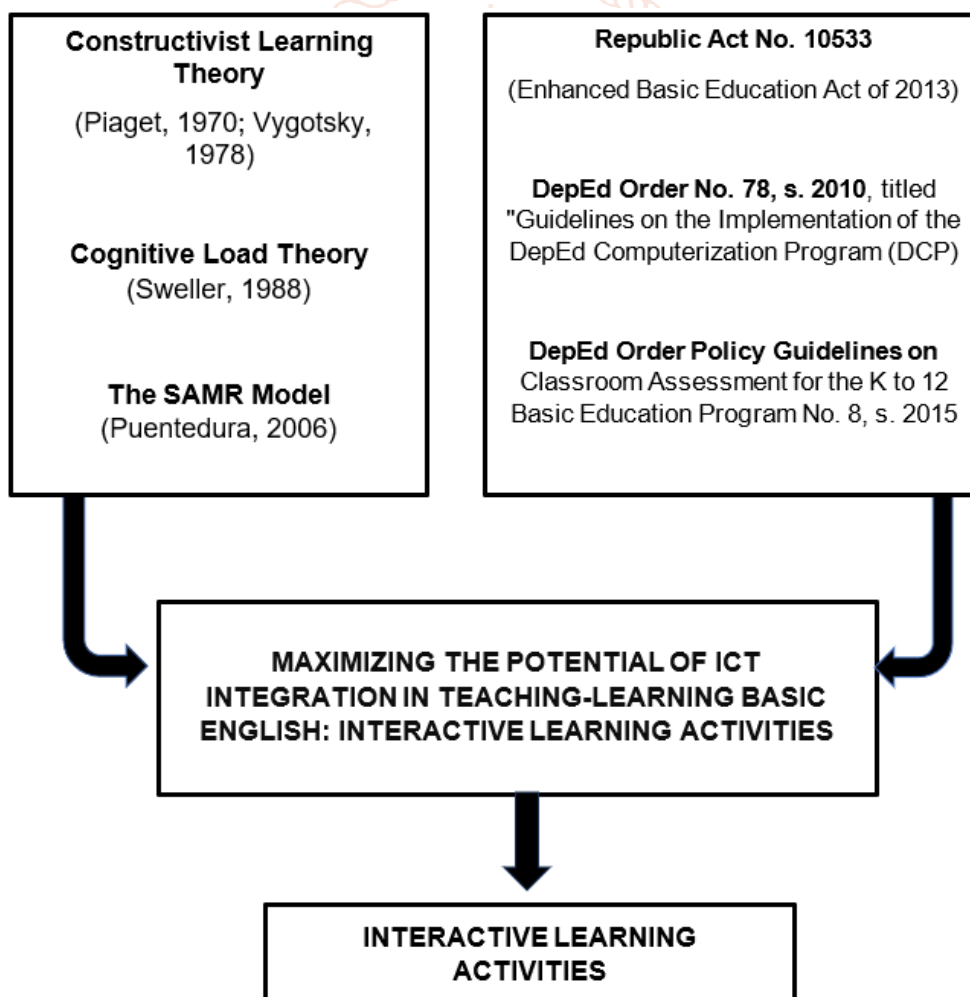 Constructivist Learning
Theory
(Piaget, 1970; Vygotsky,
1978)
Cognitive Load Theory
(Sweller, 1988)
The SAMR Model
(Puentedura, 2006)
Republic Act No. 10533
(Enhanced Basic Education Act of 2013)
DepEd Order No. 78, s. 2010, titled
"Guidelines on the Implementation of the
DepEd Computerization Program (DCP)
DepEd Order Policy Guidelines on
Classroom Assessment for the K to 12
Basic Education Program No. 8, s. 2015
MAXIMIZING THE POTENTIAL OF ICT
INTEGRATION IN TEACHING-LEARNING BASIC
ENGLISH: INTERACTIVE LEARNING ACTIVITIES
INTERACTIVE LEARNING
ACTIVITIES